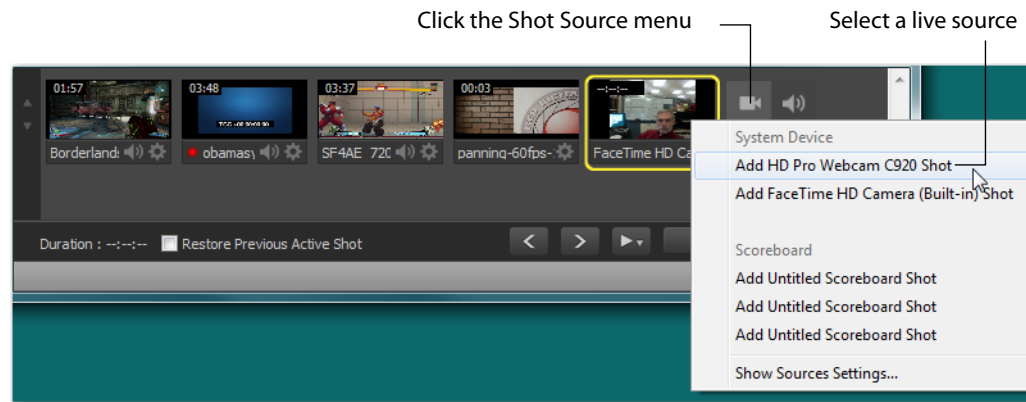 Click the Shot Source menu
Select a live source
01:57
03:48
03:37
00:03
--:--:--
Borderland:
obamas
SF4AE 720
panning-60fps-
FaceTime HD Ca
System Device
Add HD Pro Webcam C920 Shot
Add FaceTime HD Camera (Built-in) Shot
Scoreboard
Add Untitled Scoreboard Shot
Add Untitled Scoreboard Shot
Add Untitled Scoreboard Shot
Show Sources Settings...
Duration : --:--:--
Restore Previous Active Shot